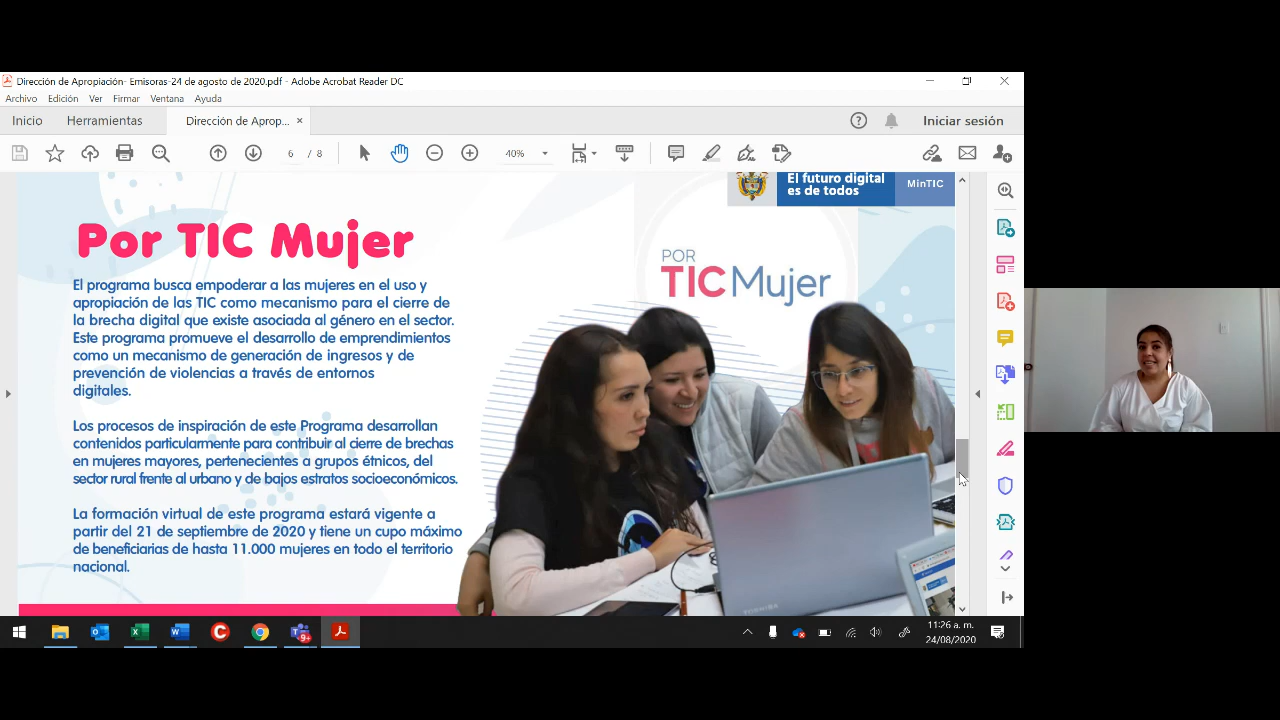 Dirección de Apropiación- Emisoras-24 de agosto de 2020.pdf - Adobe Acrobat Reader DC
Archivo Edición Ver Firmar Ventana Ayuda
Inicio Herramientas Dirección de Aprop... × Iniciar sesión
6 / 8 40%
El futuro digital
es de todos
MinTIC
Por TIC Mujer
POR
TIC Mujer
El programa busca empoderar a las mujeres en el uso y
apropiación de las TIC como mecanismo para el cierre de
la brecha digital que existe asociada al género en el sector.
Este programa promueve el desarrollo de emprendimientos
como un mecanismo de generación de ingresos y de
prevención de violencias a través de entornos
digitales.
Los procesos de inspiración de este Programa desarrollan
contenidos particularmente para contribuir al cierre de brechas
en mujeres mayores, pertenecientes a grupos étnicos, del
sector rural frente al urbano y de bajos estratos socioeconómicos.
La formación virtual de este programa estará vigente a
partir del 21 de septiembre de 2020 y tiene un cupo máximo
de beneficiarias de hasta 11.000 mujeres en todo el territorio
nacional.
TOSHIBA
9+
11:26 a. m.
24/08/2020